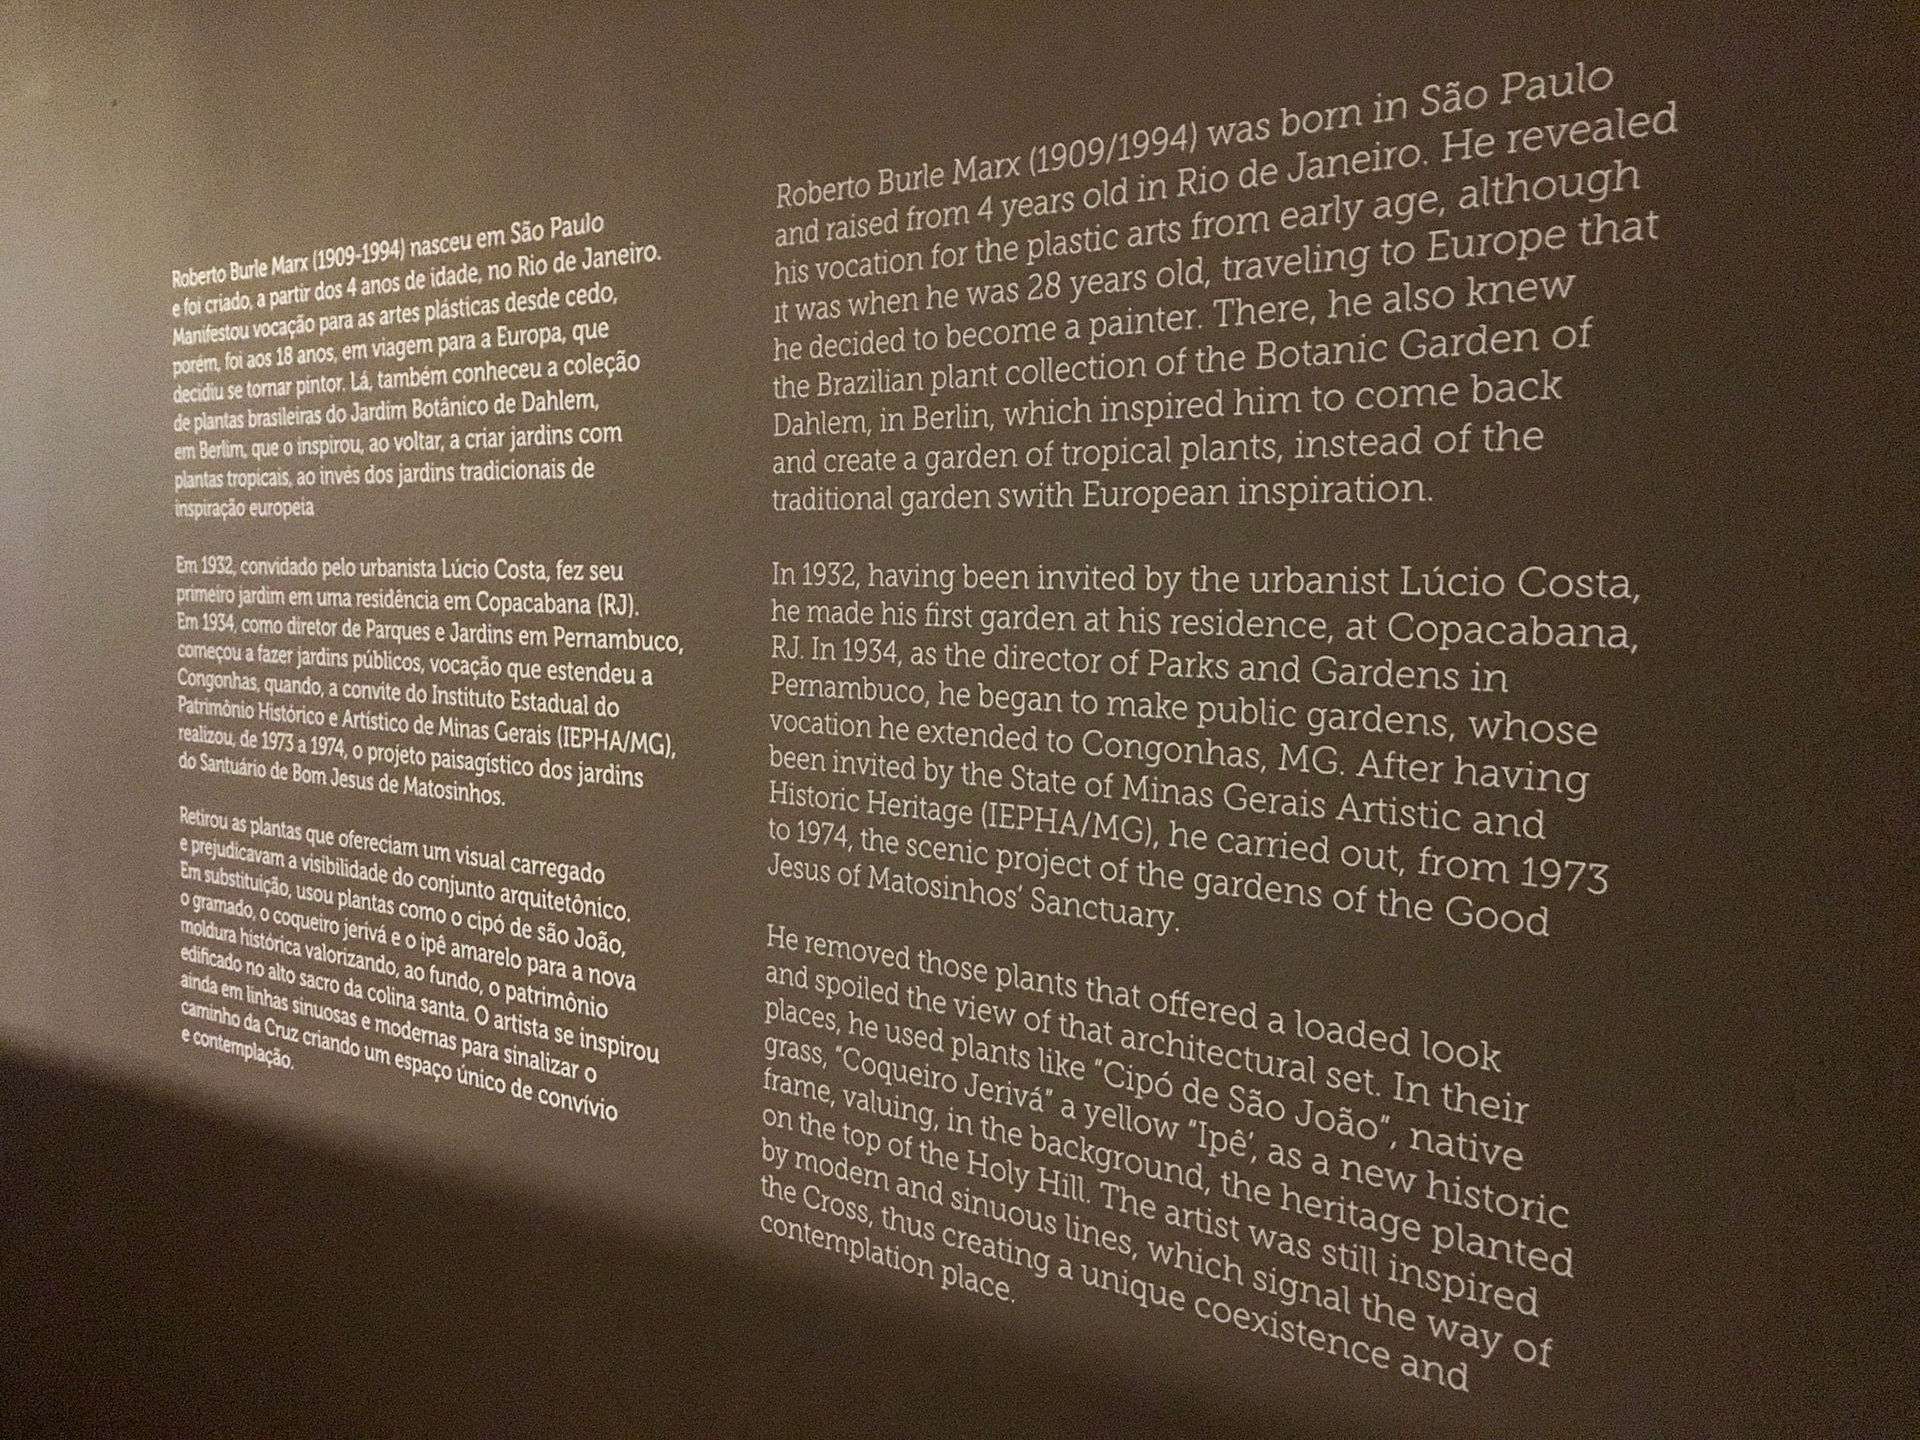 Roberto Burle Marx (1909-1994) nasceu em São Paulo
e foi criado, a partir dos 4 anos de idade, no Rio de Janeiro.
Manifestou vocação para as artes plásticas desde cedo,
porém, foi aos 18 anos, em viagem para a Europa, que
decidiu se tornar pintor. Lá, também conheceu a coleção
de plantas brasileiras do Jardim Botânico de Dahlem,
em Berlim, que o inspirou, ao voltar, a criar jardins com
plantas tropicais, ao invés dos jardins tradicionais de
inspiração europeia

Em 1932, convidado pelo urbanista Lúcio Costa, fez seu
primeiro jardim em uma residência em Copacabana (RJ).
Em 1934, como diretor de Parques e Jardins em Pernambuco,
começou a fazer jardins públicos, vocação que estendeu a
Congonhas, quando, a convite do Instituto Estadual do
Patrimônio Histórico e Artístico de Minas Gerais (IEPHA/MG),
realizou, de 1973 a 1974, o projeto paisagístico dos jardins
do Santuário de Bom Jesus de Matosinhos.

Retirou as plantas que ofereciam um visual carregado
e prejudicavam a visibilidade do conjunto arquitetônico.
Em substituição, usou plantas como o cipó de são João,
o gramado, o coqueiro jerivá e o ipê amarelo para a nova
moldura histórica valorizando, ao fundo, o patrimônio
edificado no alto sacro da colina santa. O artista se inspirou
ainda em linhas sinuosas e modernas para sinalizar o
caminho da Cruz criando um espaço único de convívio
e contemplação.

Roberto Burle Marx (1909/1994) was born in São Paulo
and raised from 4 years old in Rio de Janeiro. He revealed
his vocation for the plastic arts from early age, although
it was when he was 28 years old, traveling to Europe that
he decided to become a painter. There, he also knew
the Brazilian plant collection of the Botanic Garden of
Dahlem, in Berlin, which inspired him to come back
and create a garden of tropical plants, instead of the
traditional garden swith European inspiration.

In 1932, having been invited by the urbanist Lúcio Costa,
he made his first garden at his residence, at Copacabana,
RJ. In 1934, as the director of Parks and Gardens in
Pernambuco, he began to make public gardens, whose
vocation he extended to Congonhas, MG. After having
been invited by the State of Minas Gerais Artistic and
Historic Heritage (IEPHA/MG), he carried out, from 1973
to 1974, the scenic project of the gardens of the Good
Jesus of Matosinhos' Sanctuary.

He removed those plants that offered a loaded look
and spoiled the view of that architectural set. In their
places, he used plants like "Cipó de São João", native
grass, "Coqueiro Jerivá" a yellow "Ipê', as a new historic
frame, valuing, in the background, the heritage planted
on the top of the Holy Hill. The artist was still inspired
by modern and sinuous lines, which signal the way of
the Cross, thus creating a unique coexistence and
contemplation place.